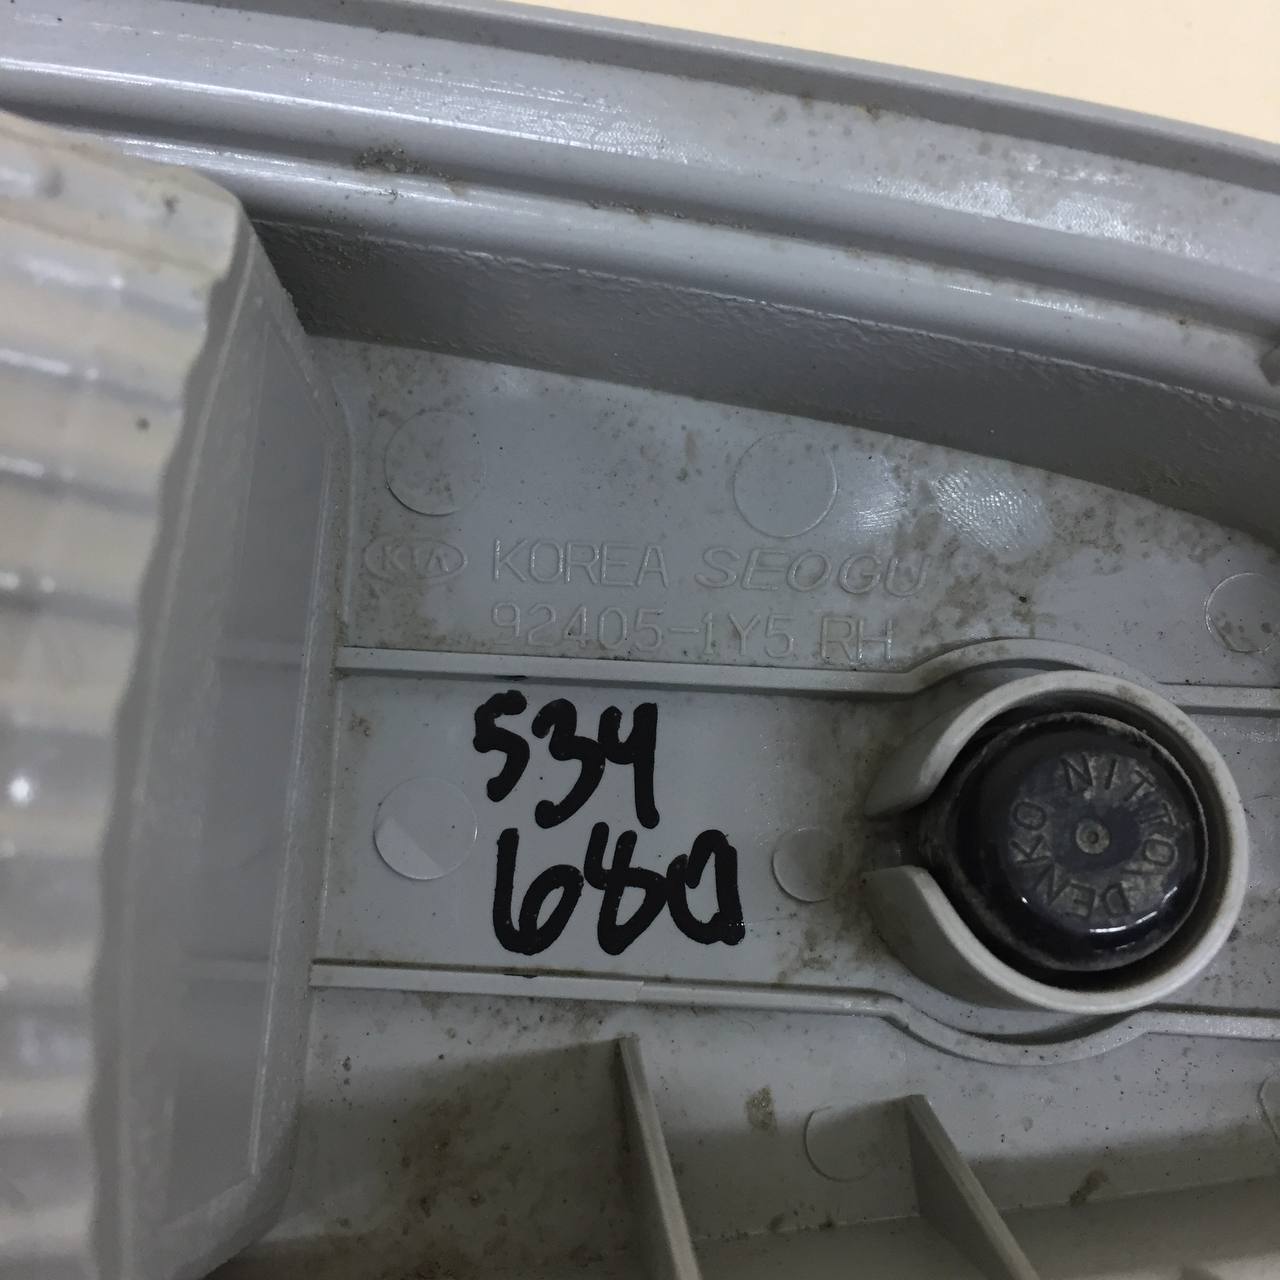 KIA KOREA SEOGU
92405-1Y5 RH
534
680
NITTO DENKO